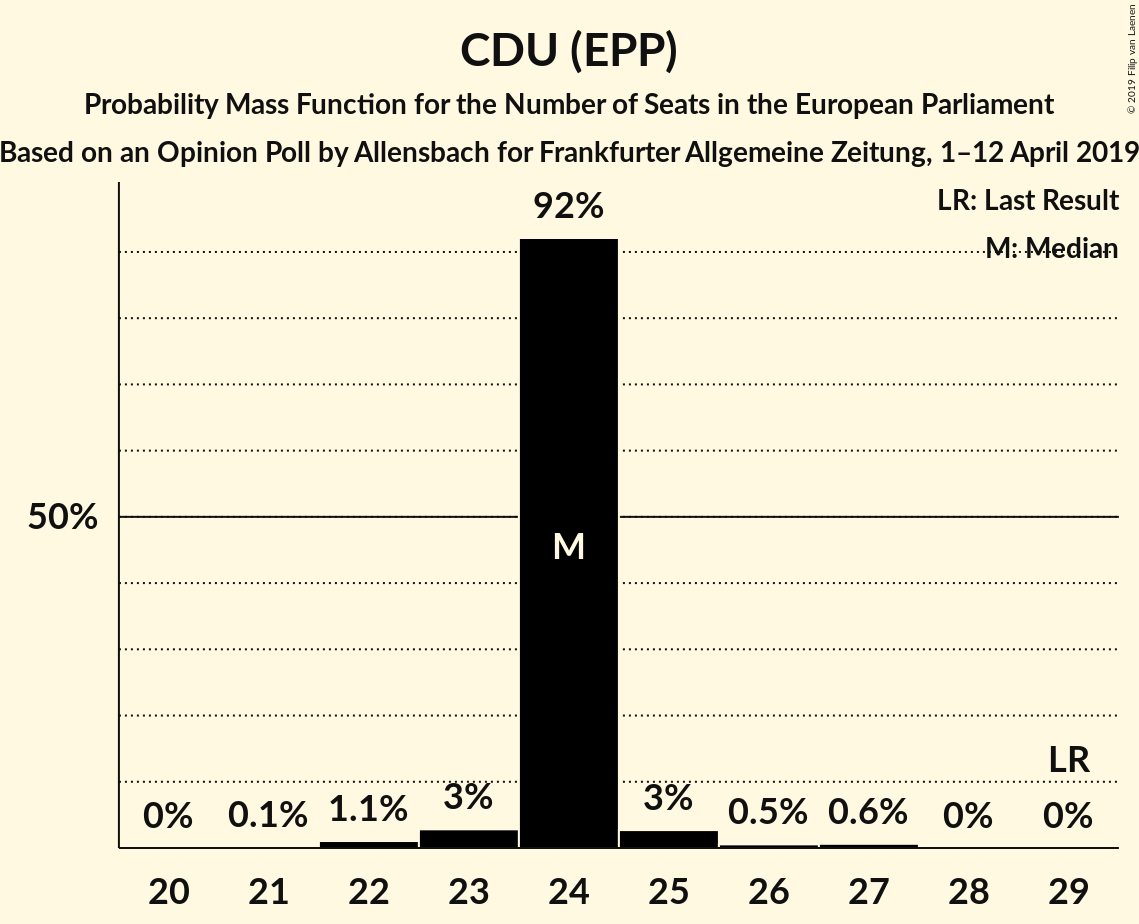 CDU (EPP)
Probability Mass Function for the Number of Seats in the European Parliament
Based on an Opinion Poll by Allensbach for Frankfurter Allgemeine Zeitung, 1–12 April 2019
© 2019 Filip van Laenen
LR: Last Result
M: Median
92%
50%
M
LR
0% 0.1% 1.1% 3% 3% 0.5% 0.6% 0% 0%
20 21 22 23 24 25 26 27 28 29